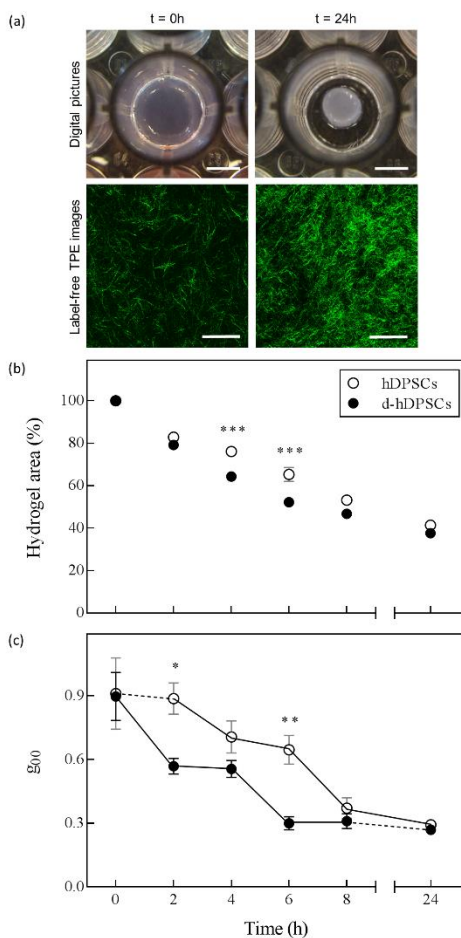 (a)
t = 0h
t = 24h
Digital pictures
Label-free TPE images
(b)
hDPSCs
d-hDPSCs
Hydrogel area (%)
100
80
60
40
20
0
***
***
(c)
g00
0.9
0.6
0.3
0.0
*
**
0
2
4
6
8
24
Time (h)